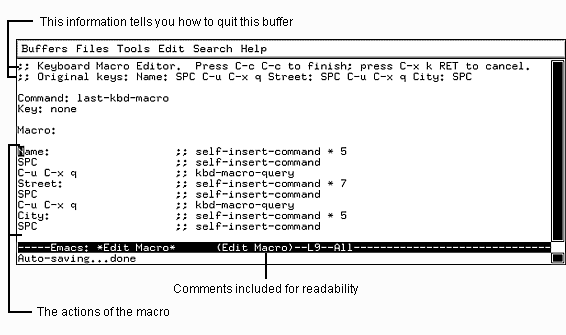 This information tells you how to quit this buffer
Buffers Files Tools Edit Search Help
;; Keyboard Macro Editor.  Press C-c C-c to finish; press C-x k RET to cancel.
;; Original keys: Name: SPC C-u C-x q Street: SPC C-u C-x q City: SPC
Command: last-kbd-macro
Key: none
Macro:
Name: ;; self-insert-command * 5
SPC ;; self-insert-command
C-u C-x q ;; kbd-macro-query
Street: ;; self-insert-command * 7
SPC ;; self-insert-command
C-u C-x q ;; kbd-macro-query
City: ;; self-insert-command * 5
SPC ;; self-insert-command
-----Emacs: *Edit Macro* (Edit Macro)--L9--All--------------------------------
Auto-saving...done
Comments included for readability
The actions of the macro